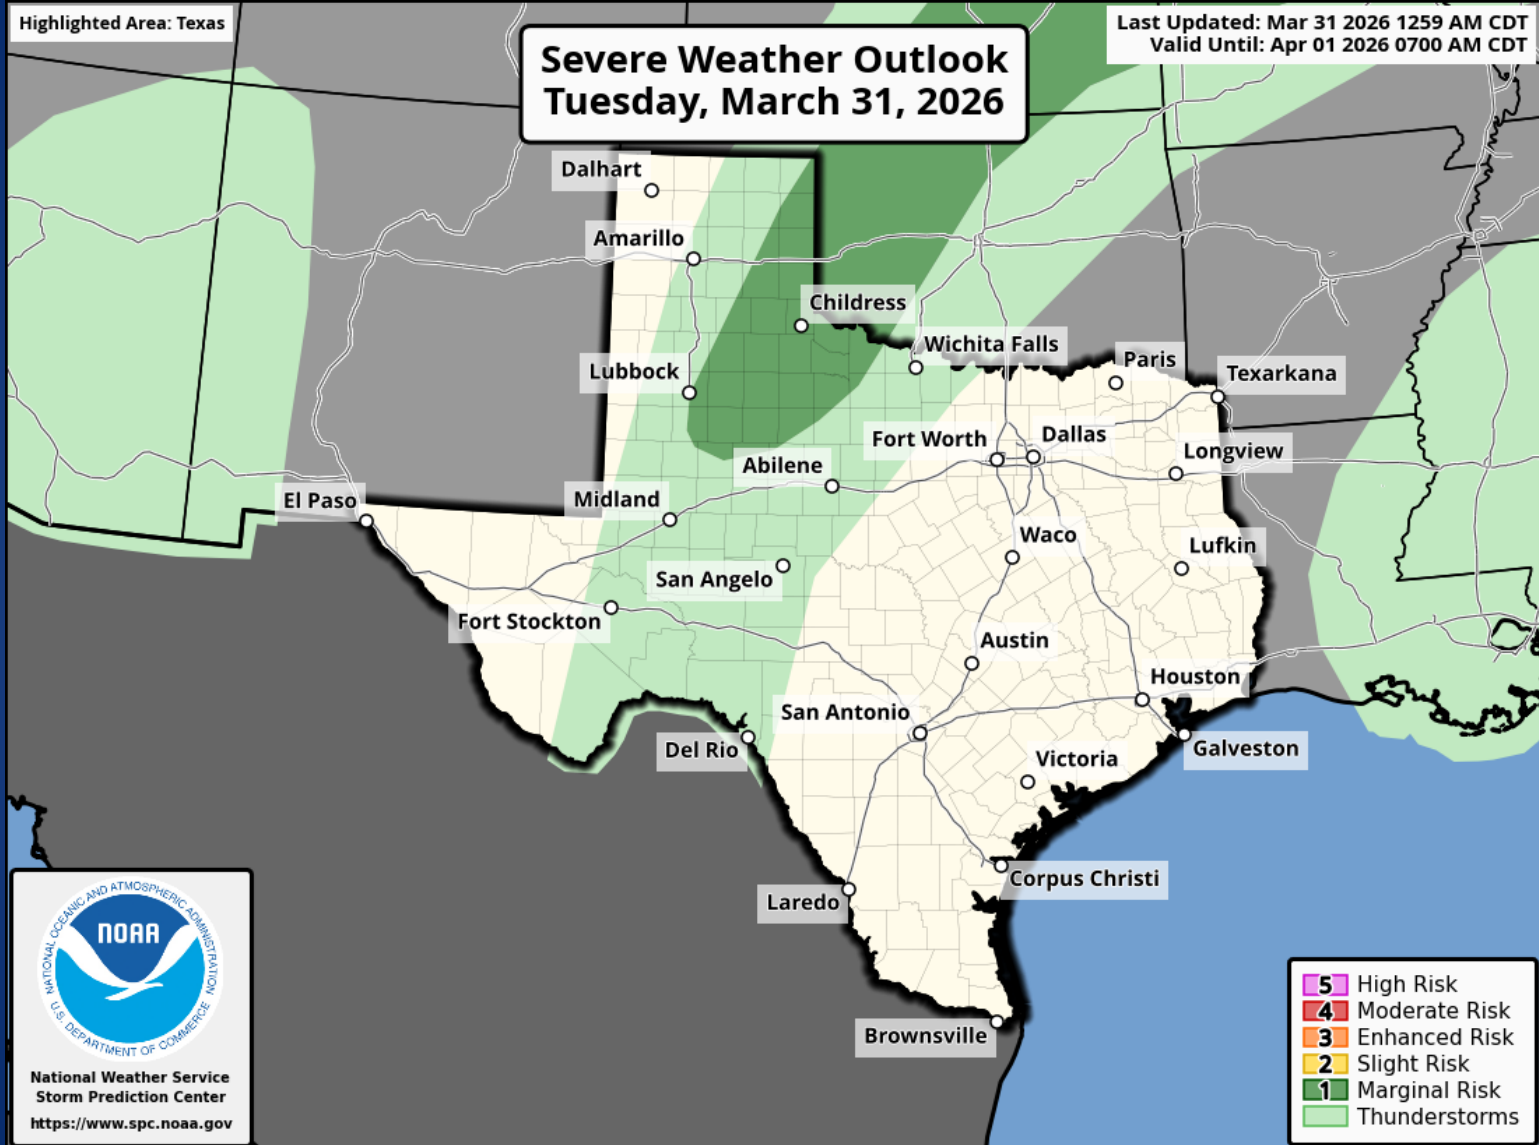 Highlighted Area: Texas
Severe Weather Outlook
Tuesday, March 31, 2026
Last Updated: Mar 31 2026 1259 AM CDT
Valid Until: Apr 01 2026 0700 AM CDT
Dalhart
Amarillo
Childress
Wichita Falls
Paris
Texarkana
Lubbock
Fort Worth
Dallas
Longview
Abilene
El Paso
Midland
Waco
Lufkin
San Angelo
Fort Stockton
Austin
Houston
San Antonio
Del Rio
Galveston
Victoria
Corpus Christi
Laredo
Brownsville
NATIONAL OCEANIC AND ATMOSPHERIC ADMINISTRATION
NOAA
U.S. DEPARTMENT OF COMMERCE
National Weather Service
Storm Prediction Center
https://www.spc.noaa.gov
5 High Risk
4 Moderate Risk
3 Enhanced Risk
2 Slight Risk
1 Marginal Risk
Thunderstorms